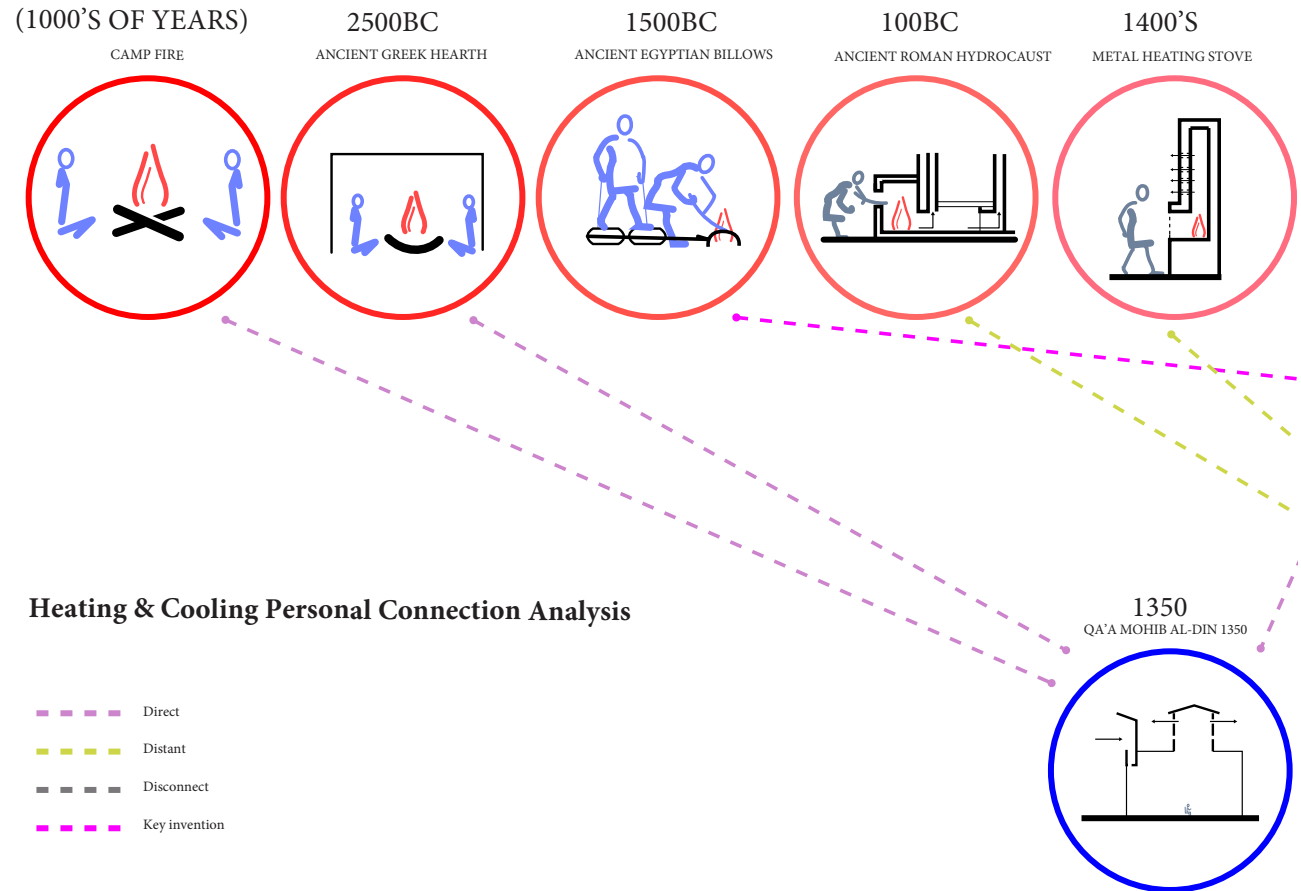 (1000'S OF YEARS)
CAMP FIRE
2500BC
ANCIENT GREEK HEARTH
1500BC
ANCIENT EGYPTIAN BILLOWS
100BC
ANCIENT ROMAN HYDROCAUST
1400'S
METAL HEATING STOVE
Heating & Cooling Personal Connection Analysis
1350
QA'A MOHIB AL-DIN 1350
Direct
Distant
Disconnect
Key invention